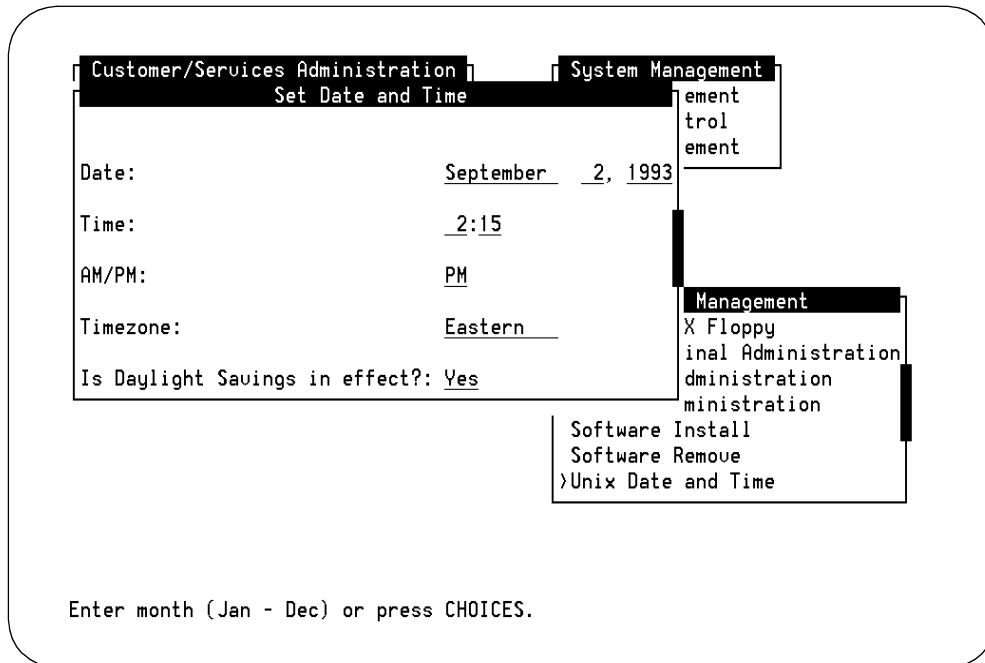 Customer/Services Administration
System Management
Set Date and Time
ement
trol
ement
Date: September 2, 1993
Time: 2:15
AM/PM: PM
Timezone: Eastern
Is Daylight Savings in effect?: Yes
Management
X Floppy
inal Administration
dministration
ministration
Software Install
Software Remove
>Unix Date and Time
Enter month (Jan - Dec) or press CHOICES.